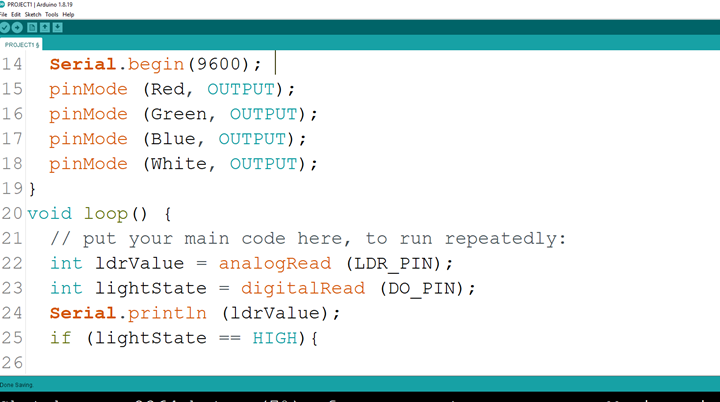 PROJECT1 | Arduino 1.8.19
File Edit Sketch Tools Help
PROJECT1 §
14 Serial.begin(9600);
15 pinMode (Red, OUTPUT);
16 pinMode (Green, OUTPUT);
17 pinMode (Blue, OUTPUT);
18 pinMode (White, OUTPUT);
19 }
20 void loop() {
21 // put your main code here, to run repeatedly:
22 int ldrValue = analogRead (LDR_PIN);
23 int lightState = digitalRead (DO_PIN);
24 Serial.println (ldrValue);
25 if (lightState == HIGH){
26
Done Saving.